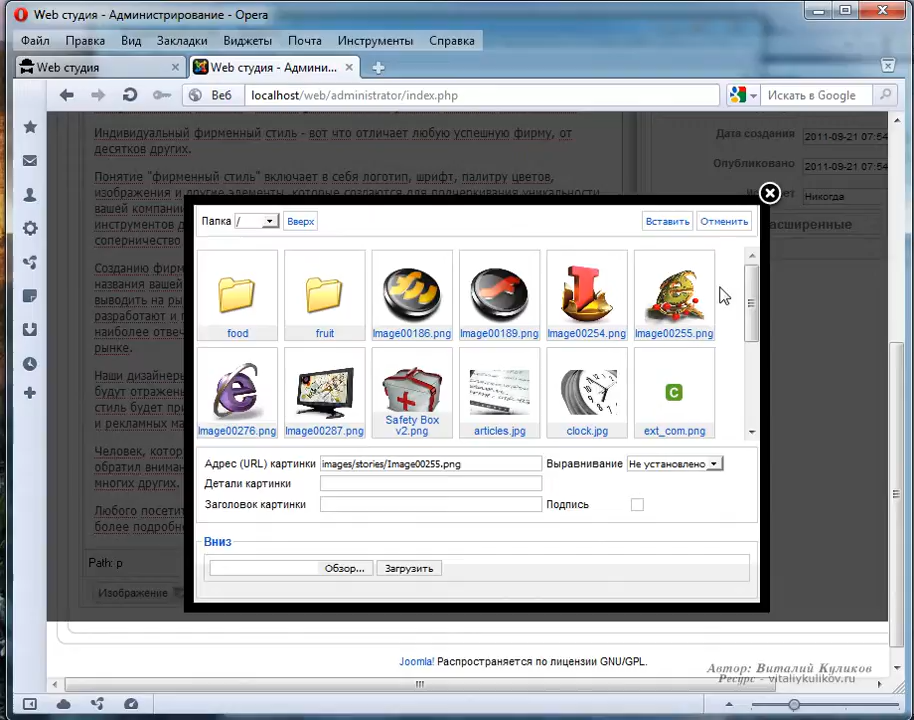 Web студия - Администрирование - Opera
Файл Правка Вид Закладки Виджеты Почта Инструменты Справка
Web студия
Web студия - Админи...
Веб
localhost/web/administrator/index.php
Искать в Google
Индивидуальный фирменный стиль - вот что отличает любую успешную фирму, от
десятков других.
Дата создания 2011-09-21 07:54
Опубликовано 2011-09-21 07:54
Понятие "фирменный стиль" включает в себя логотип, шрифт, палитру цветов,
изображения и другие элементы, которые создаются для подчеркивания уникальности
Никогда
вашей компании
инструментов д
соперничество
Созданию фирм
названия вашей
выводить на ры
разработают и г
наиболее отвеч
рынке.
Наши дизайнеры
будут отражены
стиль будет при
и рекламных ма
Человек, котор
обратил вниман
многих других.
Любого посетит
более подробн
Path: p
Изображение
Папка / Вверх Вставить Отменить
food fruit Image00186.png Image00189.png Image00254.png Image00255.png
Image00276.png Image00287.png Safety Box v2.png articles.jpg clock.jpg ext_com.png
C
Адрес (URL) картинки images/stories/Image00255.png Выравнивание Не установлено
Детали картинки
Заголовок картинки Подпись
Вниз
Обзор... Загрузить
Joomla! Распространяется по лицензии GNU/GPL.
Автор: Виталий Куликов
Ресурс - vitaliykulikov.ru